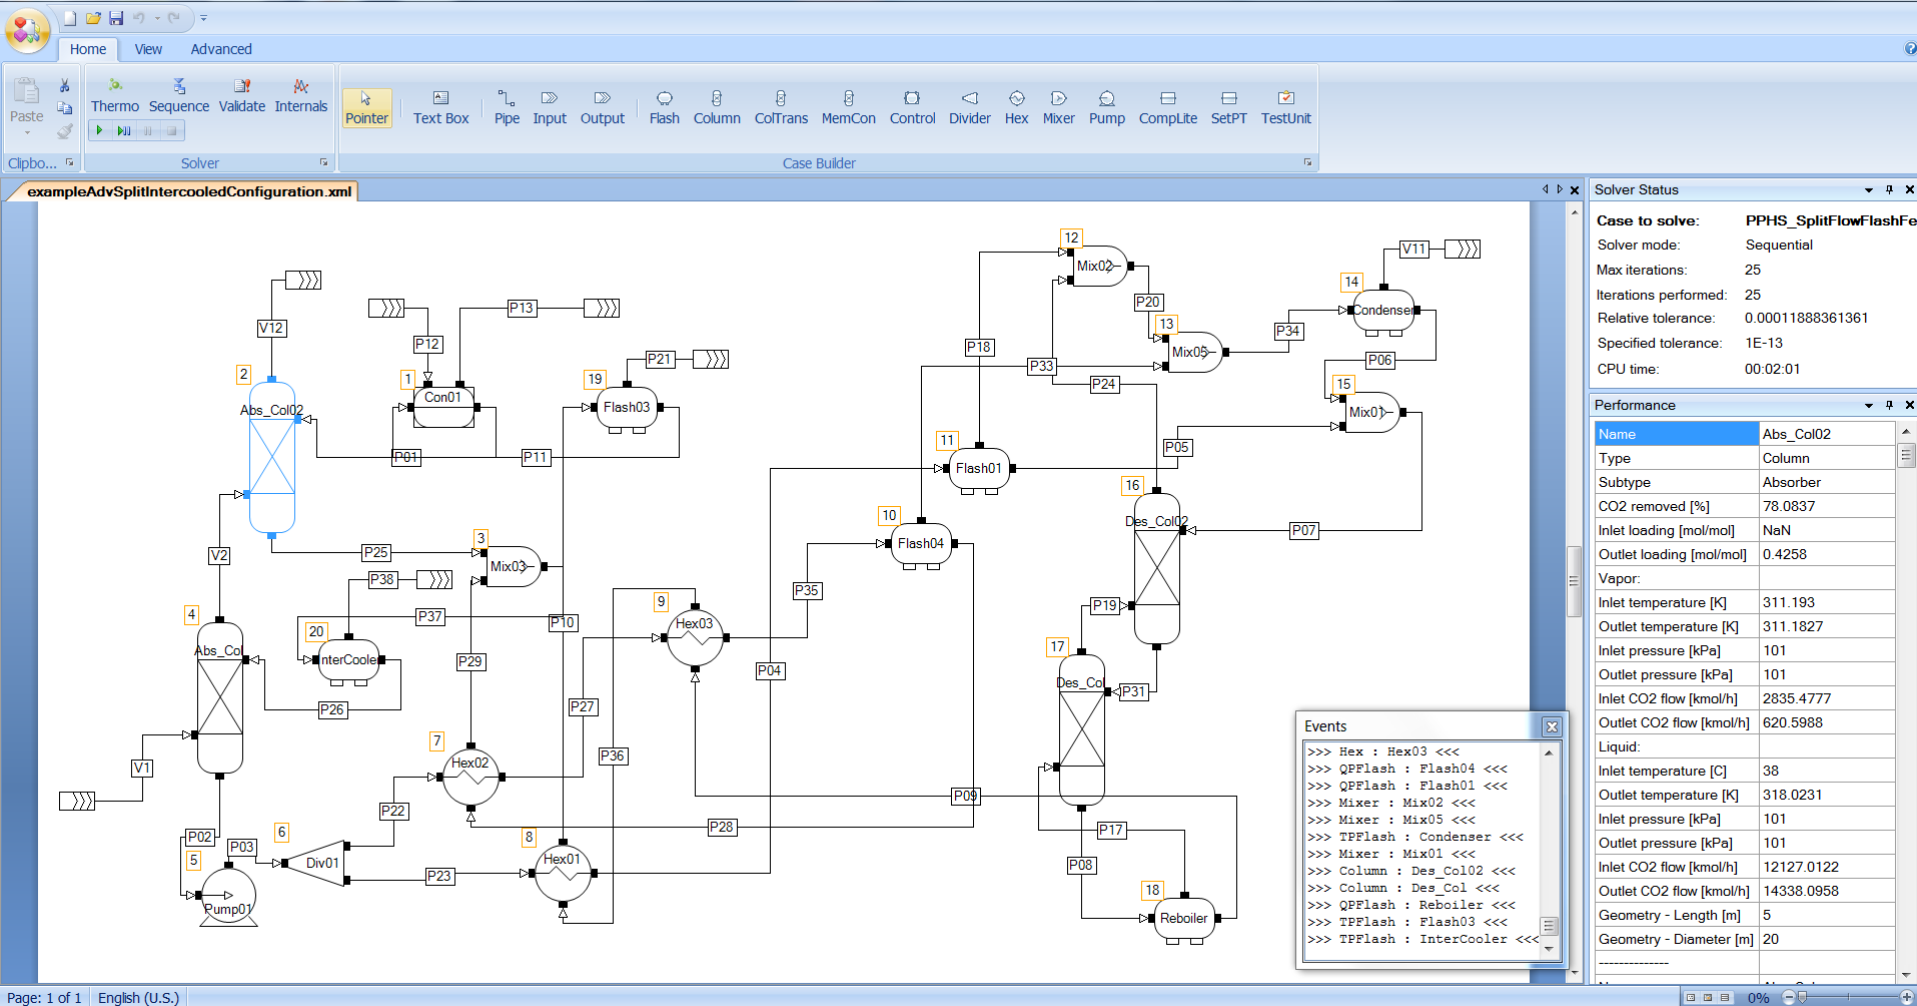 Home View Advanced
Paste
Thermo Sequence Validate Internals
Pointer Text Box Pipe Input Output Flash Column ColTrans MemCon Control Divider Hex Mixer Pump CompLite SetPT TestUnit
Clipbo... Solver Case Builder
exampleAdvSplitIntercooledConfiguration.xml
12
Mix02
V11
14
Condenser
P13
P20
13
V12
P12
P34
P18
Mix05
P21
P06
P33
2
1
19
P24
15
Con01
Abs_Col02
Flash03
Mix01
11
P05
P01
P11
Flash01
16
10
Des_Col02
P07
3
Flash04
V2
P25
Mix03
P38
P35
9
P19
4
P37
P10
Hex03
20
17
Abs_Col
nterCooler
P29
P04
Des_Col
P31
P26
P27
7
P36
V1
Hex02
P09
P22
P28
P17
P02
6
8
P03
5
Div01
Hex01
P08
P23
18
Pump01
Reboiler
Events
>>> Hex : Hex03 <<<
>>> QPFlash : Flash04 <<<
>>> QPFlash : Flash01 <<<
>>> Mixer : Mix02 <<<
>>> Mixer : Mix05 <<<
>>> TPFlash : Condenser <<<
>>> Mixer : Mix01 <<<
>>> Column : Des_Col02 <<<
>>> Column : Des_Col <<<
>>> QPFlash : Reboiler <<<
>>> TPFlash : Flash03 <<<
>>> TPFlash : InterCooler <<<
Solver Status
Case to solve: PPHS_SplitFlowFlashFe
Solver mode: Sequential
Max iterations: 25
Iterations performed: 25
Relative tolerance: 0.00011888361361
Specified tolerance: 1E-13
CPU time: 00:02:01
Performance
Name Abs_Col02
Type Column
Subtype Absorber
CO2 removed [%] 78.0837
Inlet loading [mol/mol] NaN
Outlet loading [mol/mol] 0.4258
Vapor:
Inlet temperature [K] 311.193
Outlet temperature [K] 311.1827
Inlet pressure [kPa] 101
Outlet pressure [kPa] 101
Inlet CO2 flow [kmol/h] 2835.4777
Outlet CO2 flow [kmol/h] 620.5988
Liquid:
Inlet temperature [C] 38
Outlet temperature [K] 318.0231
Inlet pressure [kPa] 101
Outlet pressure [kPa] 101
Inlet CO2 flow [kmol/h] 12127.0122
Outlet CO2 flow [kmol/h] 14338.0958
Geometry - Length [m] 5
Geometry - Diameter [m] 20
--------------
Page: 1 of 1 English (U.S.) 0%